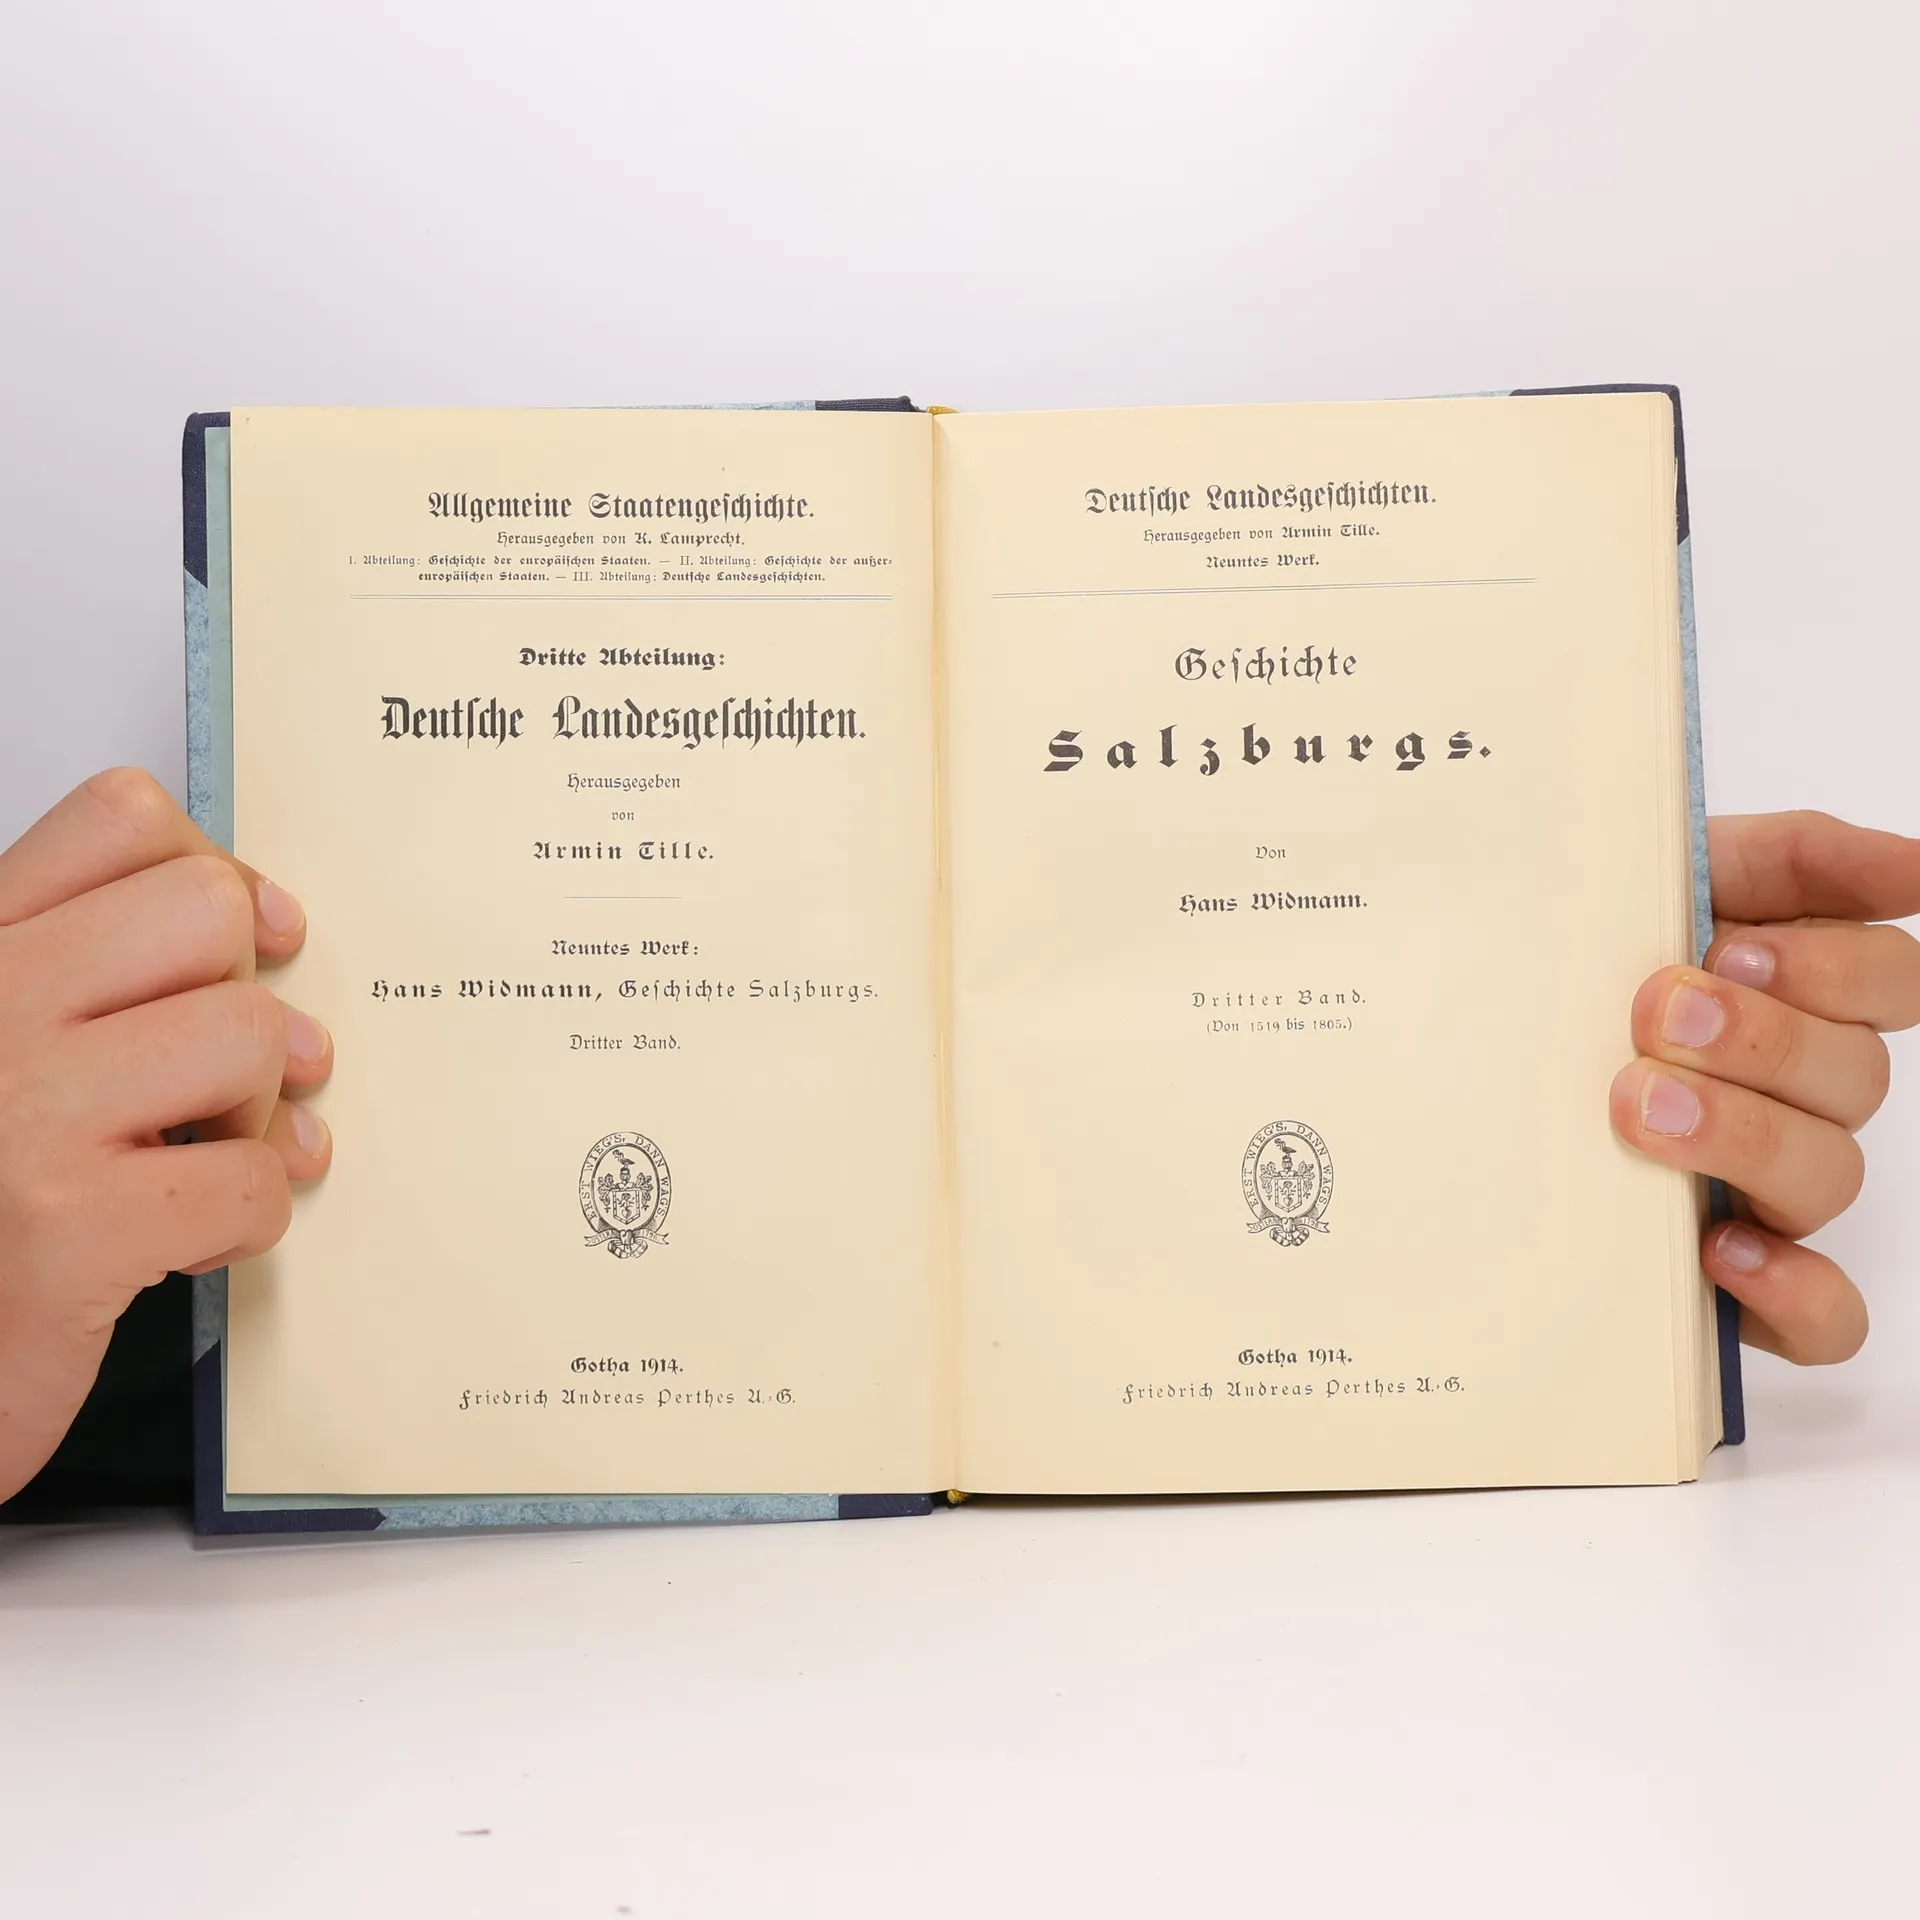 Allgemeine Staatengeschichte.
Herausgegeben von K. Lamprecht.
I. Abteilung: Geschichte der europäischen Staaten. — II. Abteilung: Geschichte der außer-
europäischen Staaten. — III. Abteilung: Deutsche Landesgeschichten.
Dritte Abteilung:
Deutsche Landesgeschichten.
Herausgegeben
von
Armin Tille.
Neuntes Werk:
Hans Widmann, Geschichte Salzburgs.
Dritter Band.
ERST WIEG'S, DANN WAG'S.
Gotha 1914.
Friedrich Andreas Perthes A.-G.
Deutsche Landesgeschichten.
Herausgegeben von Armin Tille.
Neuntes Werk.
Geschichte
Salzburgs.
Von
Hans Widmann.
Dritter Band.
(Von 1519 bis 1805.)
ERST WIEG'S, DANN WAG'S.
Gotha 1914.
Friedrich Andreas Perthes A.-G.